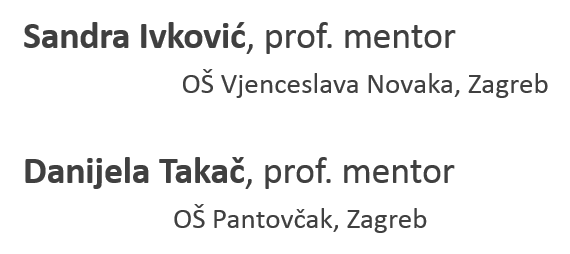 Sandra Ivković, prof. mentor
OŠ Vjenceslava Novaka, Zagreb
Danijela Takač, prof. mentor
OŠ Pantovčak, Zagreb